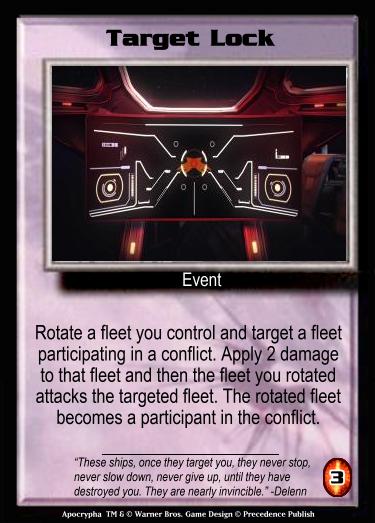 Target Lock
Event
Rotate a fleet you control and target a fleet
participating in a conflict. Apply 2 damage
to that fleet and then the fleet you rotated
attacks the targeted fleet. The rotated fleet
becomes a participant in the conflict.
“These ships, once they target you, they never stop,
never slow down, never give up, until they have
destroyed you. They are nearly invincible.” -Delenn
3
Apocrypha TM & © Warner Bros. Game Design © Precedence Publish